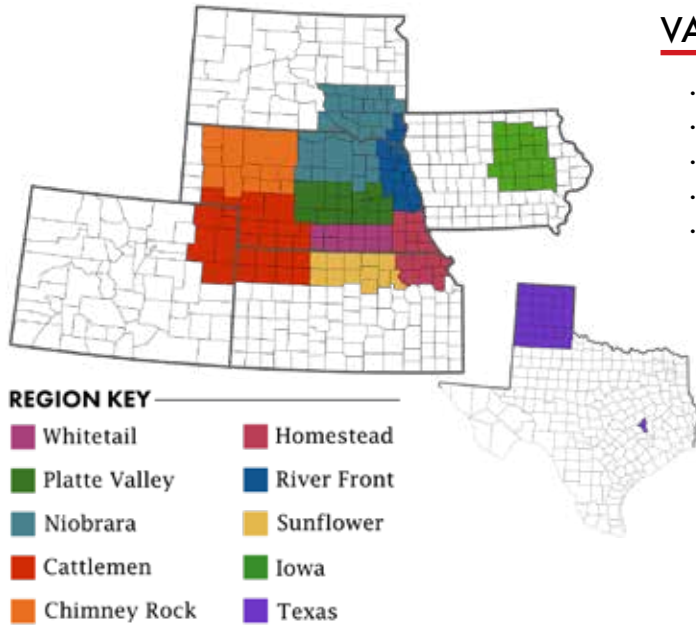 VA
.
.
.
.
.
REGION KEY
Whitetail
Homestead
Platte Valley
River Front
Niobrara
Sunflower
Cattlemen
Iowa
Chimney Rock
Texas